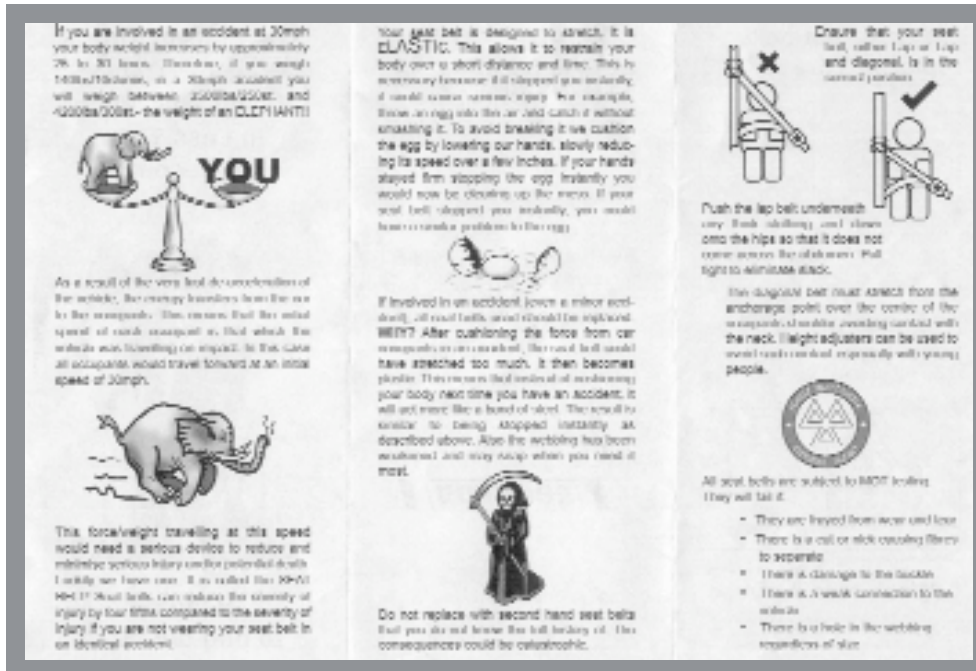 If you are involved in an accident at 30mph
your body weight increases by approximately
25 to 30 times. Therefore, if you weigh
140lbs/10stones, in a 30mph accident you
will weigh between 3500lbs/250st. and
4200lbs/300st.- the weight of an ELEPHANT!!
YOU
As a result of the very fast de-acceleration of
the vehicle, the energy transfers from the car
to the occupants. This means that the initial
speed of each occupant is that which the
vehicle was travelling on impact. In this case
all occupants would travel forward at an initial
speed of 30mph.
This force/weight travelling at this speed
would need a serious device to reduce and
minimise serious injury and/or potential death.
Luckily we have one. It is called the SEAT
BELT! Seat belts can reduce the severity of
injury by four fifths compared to the severity of
injury if you are not wearing your seat belt in
an identical accident.
Your seat belt is designed to stretch, it is
ELASTIC. This allows it to restrain your
body over a short distance and time. This is
necessary because if it stopped you instantly,
it could cause serious injury. For example,
throw an egg into the air and catch it without
smashing it. To avoid breaking it we cushion
the egg by lowering our hands, slowly reduc-
ing its speed over a few inches. If your hands
stayed firm stopping the egg instantly you
would now be cleaning up the mess. If your
seat belt stopped you instantly, you would
have a similar problem to the egg.
If involved in an accident (even a minor acci-
dent), all seat belts used should be replaced.
WHY? After cushioning the force from car
occupants in an accident, the seat belt could
have stretched too much. It then becomes
plastic. This means that instead of cushioning
your body next time you have an accident, it
will act more like a band of steel. The result is
similar to being stopped instantly as
described above. Also the webbing has been
weakened and may snap when you need it
most.
Do not replace with second hand seat belts
that you do not know the full history of. The
consequences could be catastrophic.
Ensure that your seat
belt, either Lap or Lap
and diagonal, is in the
correct position.
Push the lap belt underneath
any thick clothing and down
onto the hips so that it does not
come across the abdomen. Pull
tight to eliminate slack.
The diagonal belt must stretch from the
anchorage point over the centre of the
occupants shoulder avoiding contact with
the neck. Height adjusters can be used to
avoid such contact especially with young
people.
All seat belts are subject to MOT testing.
They will fail if:
- They are frayed from wear and tear
- There is a cut or nick causing fibres
to separate
- There is damage to the buckle
- There is a weak connection to the
vehicle
- There is a hole in the webbing
regardless of size